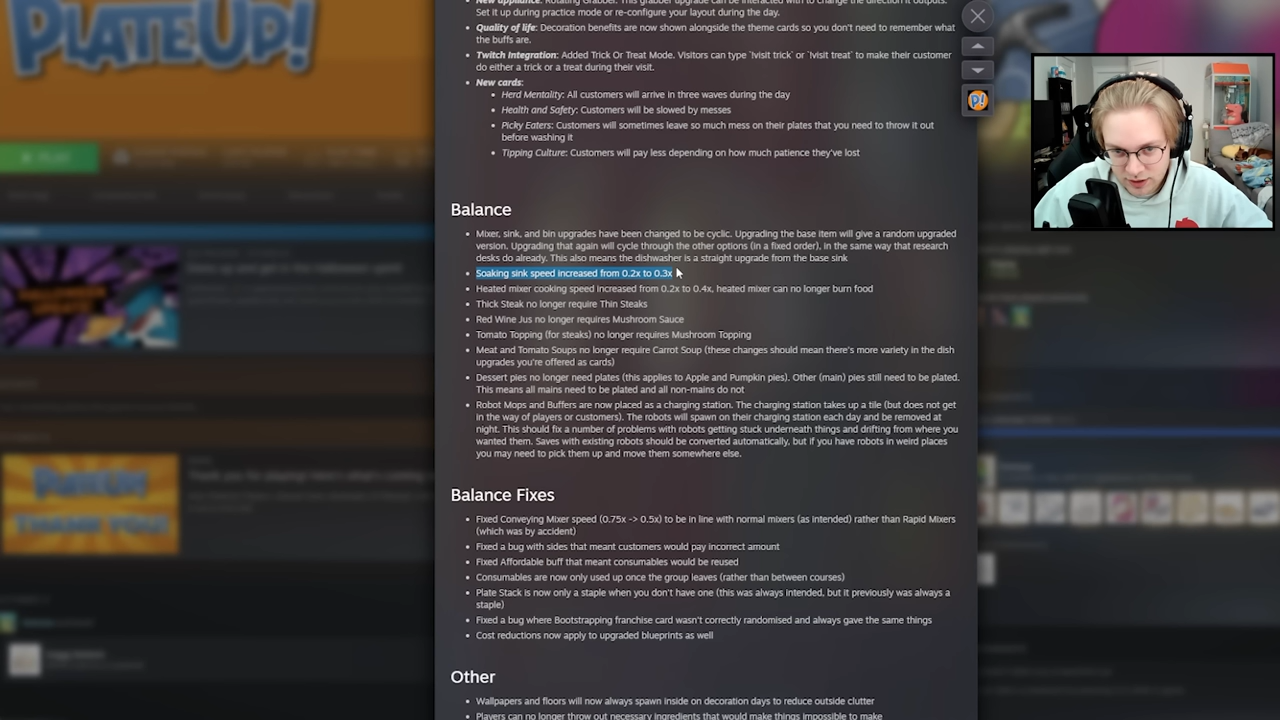 PLATEUP!
New appliance: Rotating Grabber. This grabber upgrade can be interacted with to change the direction it outputs.
Set it up during practice mode or re-configure your layout during the day.
Quality of life: Decoration benefits are now shown alongside the theme cards so you don't need to remember what
the buffs are.
Twitch Integration: Added Trick Or Treat Mode. Visitors can type `!visit trick` or `!visit treat` to make their customer
do either a trick or a treat during their visit.
New cards:
Herd Mentality: All customers will arrive in three waves during the day
Health and Safety: Customers will be slowed by messes
Picky Eaters: Customers will sometimes leave so much mess on their plates that you need to throw it out
before washing it
Tipping Culture: Customers will pay less depending on how much patience they've lost
Balance
Mixer, sink, and bin upgrades have been changed to be cyclic. Upgrading the base item will give a random upgraded
version. Upgrading that again will cycle through the other options (in a fixed order), in the same way that research
desks do already. This also means the dishwasher is a straight upgrade from the base sink
Soaking sink speed increased from 0.2x to 0.3x
Heated mixer cooking speed increased from 0.2x to 0.4x, heated mixer can no longer burn food
Thick Steak no longer require Thin Steaks
Red Wine Jus no longer requires Mushroom Sauce
Tomato Topping (for steaks) no longer requires Mushroom Topping
Meat and Tomato Soups no longer require Carrot Soup (these changes should mean there's more variety in the dish
upgrades you're offered as cards)
Dessert pies no longer need plates (this applies to Apple and Pumpkin pies). Other (main) pies still need to be plated.
This means all mains need to be plated and all non-mains do not
Robot Mops and Buffers are now placed as a charging station. The charging station takes up a tile (but does not get
in the way of players or customers). The robots will spawn on their charging station each day and be removed at
night. This should fix a number of problems with robots getting stuck underneath things and drifting from where you
wanted them. Saves with existing robots should be converted automatically, but if you have robots in weird places
you may need to pick them up and move them somewhere else.
Balance Fixes
Fixed Conveying Mixer speed (0.75x -> 0.5x) to be in line with normal mixers (as intended) rather than Rapid Mixers
(which was by accident)
Fixed a bug with sides that meant customers would pay incorrect amount
Fixed Affordable buff that meant consumables would be reused
Consumables are now only used up once the group leaves (rather than between courses)
Plate Stack is now only a staple when you don't have one (this was always intended, but it previously was always a
staple)
Fixed a bug where Bootstrapping franchise card wasn't correctly randomised and always gave the same things
Cost reductions now apply to upgraded blueprints as well
Other
Wallpapers and floors will now always spawn inside on decoration days to reduce outside clutter
Players can no longer throw out necessary ingredients that would make things impossible to make